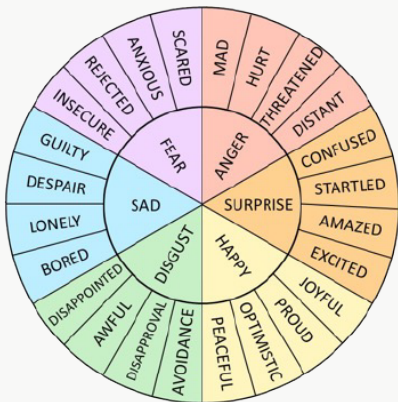 MAD
HURT
THREATENED
DISTANT
CONFUSED
STARTLED
AMAZED
EXCITED
JOYFUL
PROUD
OPTIMISTIC
PEACEFUL
AVOIDANCE
DISAPPROVAL
AWFUL
DISAPPOINTED
BORED
LONELY
DESPAIR
GUILTY
INSECURE
REJECTED
ANXIOUS
SCARED
ANGER
SURPRISE
HAPPY
DISGUST
SAD
FEAR